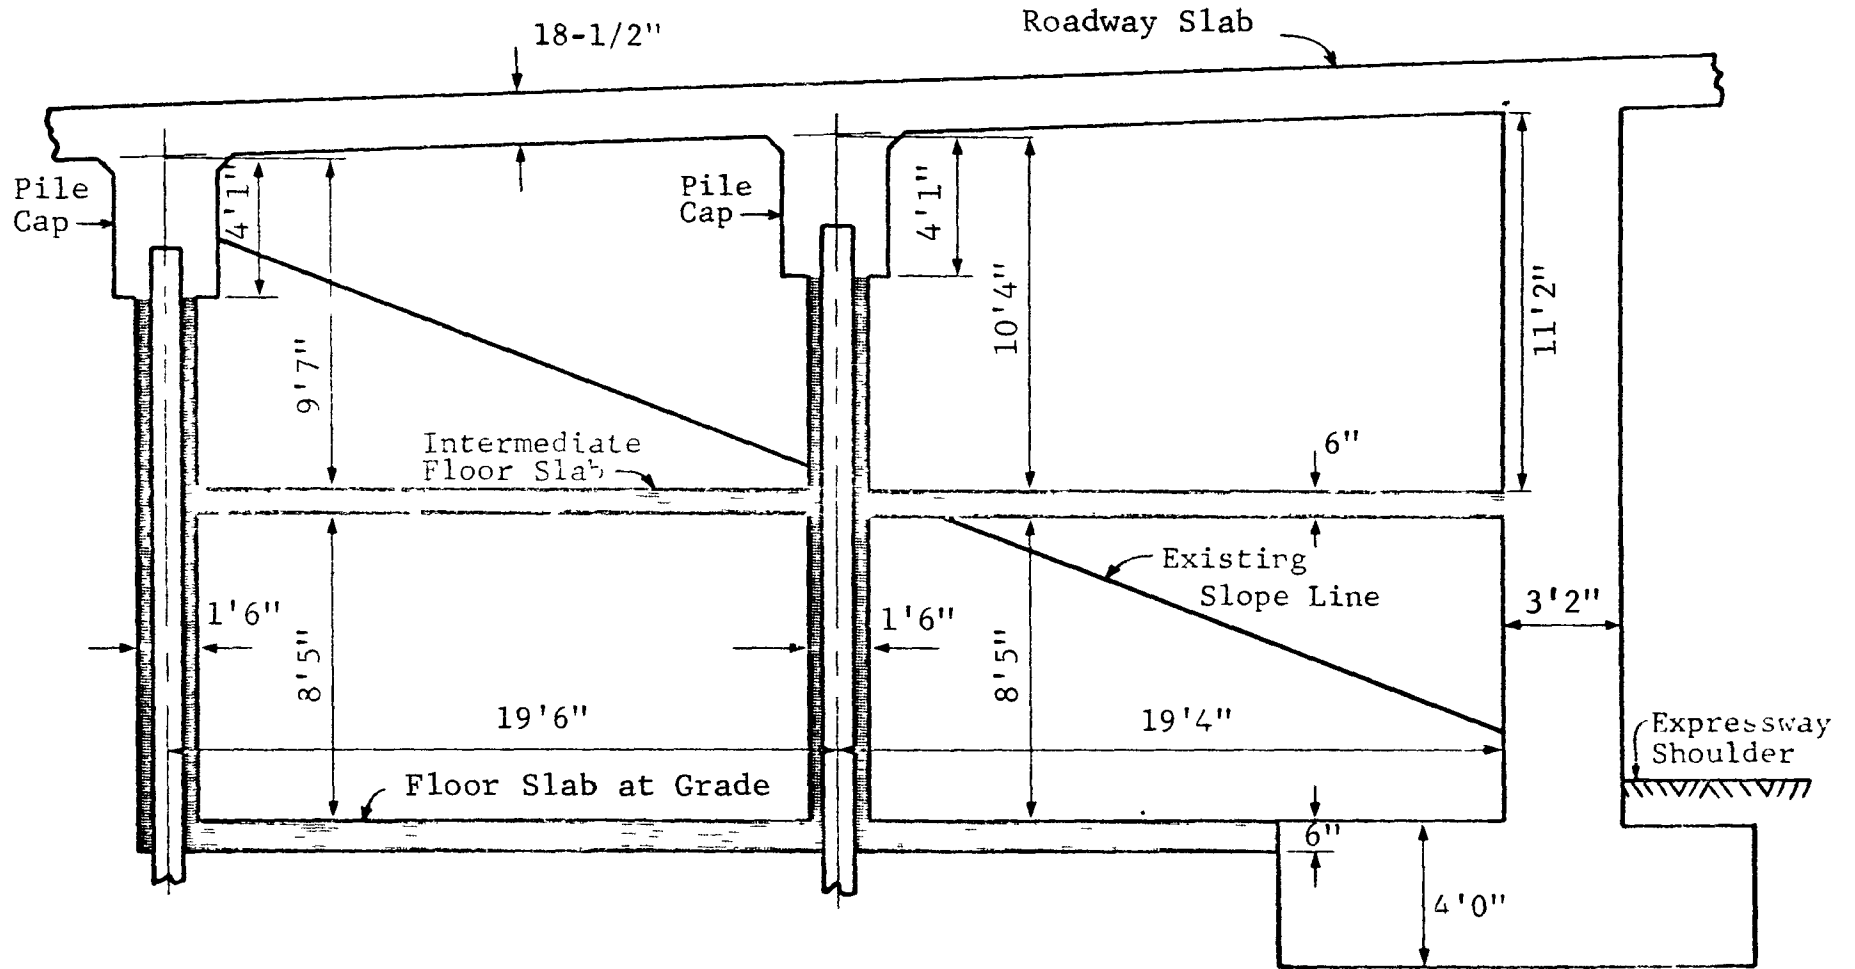 18-1/2"
Roadway Slab
Pile
Cap
4'1"
Pile
Cap
4'1"
9'7"
10'4"
11'2"
Intermediate
Floor Slab
6"
Existing
Slope Line
1'6"
8'5"
1'6"
8'5"
3'2"
19'6"
19'4"
Expressway
Shoulder
Floor Slab at Grade
6"
4'0"